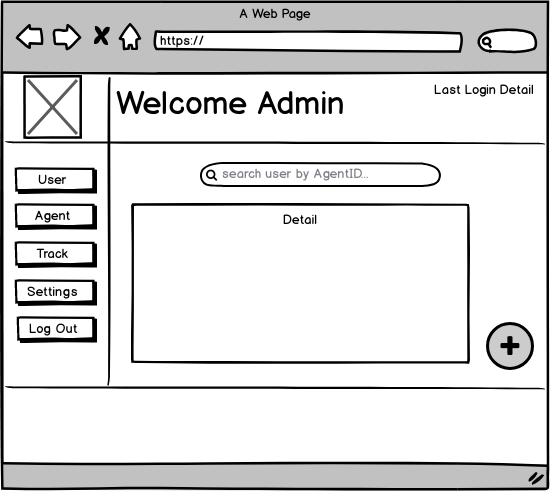 A Web Page
https://
Welcome Admin
Last Login Detail
User
Agent
Track
Settings
Log Out
search user by AgentID...
Detail